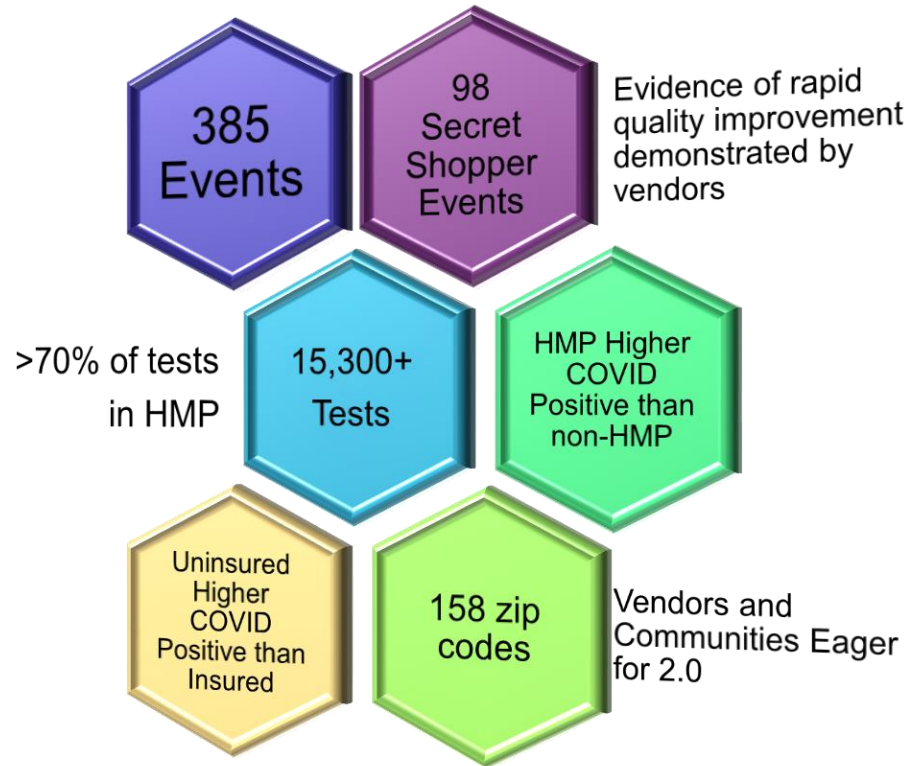 385
Events
98
Secret
Shopper
Events
Evidence of rapid
quality improvement
demonstrated by
vendors
>70% of tests
in HMP
15,300+
Tests
HMP Higher
COVID
Positive than
non-HMP
Uninsured
Higher
COVID
Positive than
Insured
158 zip
codes
Vendors and
Communities Eager
for 2.0